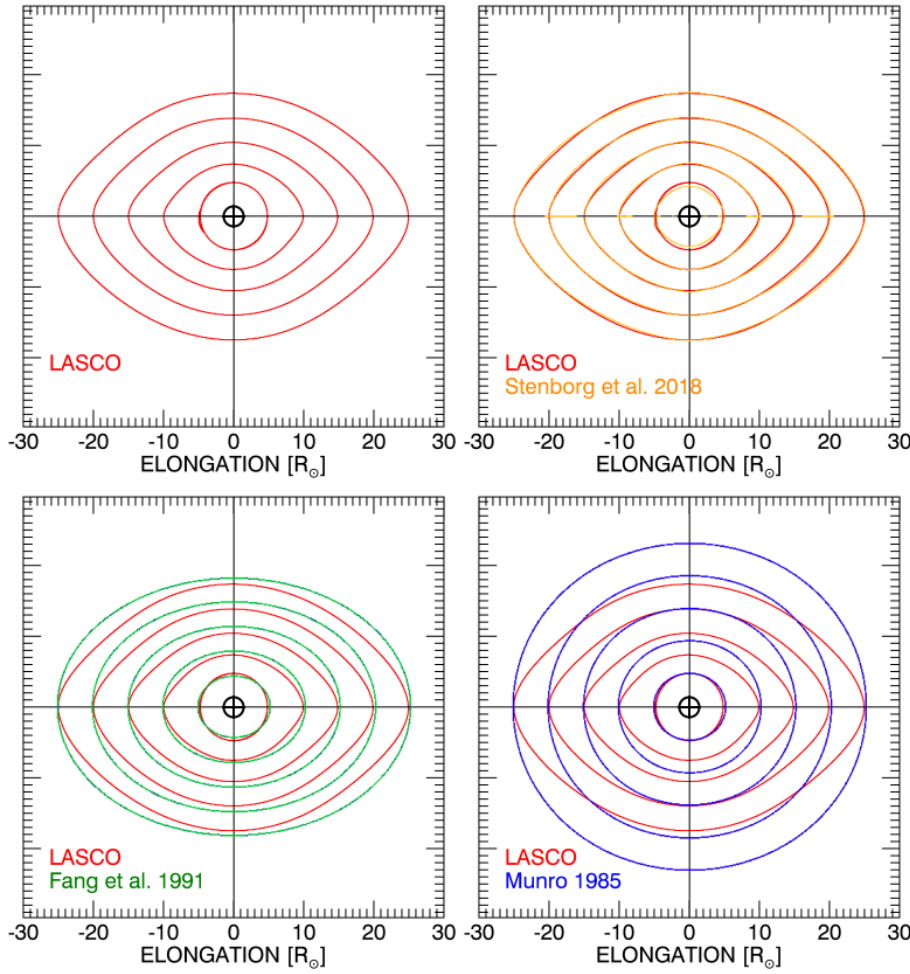 LASCO
-30 -20 -10 0 10 20 30
ELONGATION [R☉]
LASCO
Stenborg et al. 2018
-30 -20 -10 0 10 20 30
ELONGATION [R☉]
LASCO
Fang et al. 1991
-30 -20 -10 0 10 20 30
ELONGATION [R☉]
LASCO
Munro 1985
-30 -20 -10 0 10 20 30
ELONGATION [R☉]